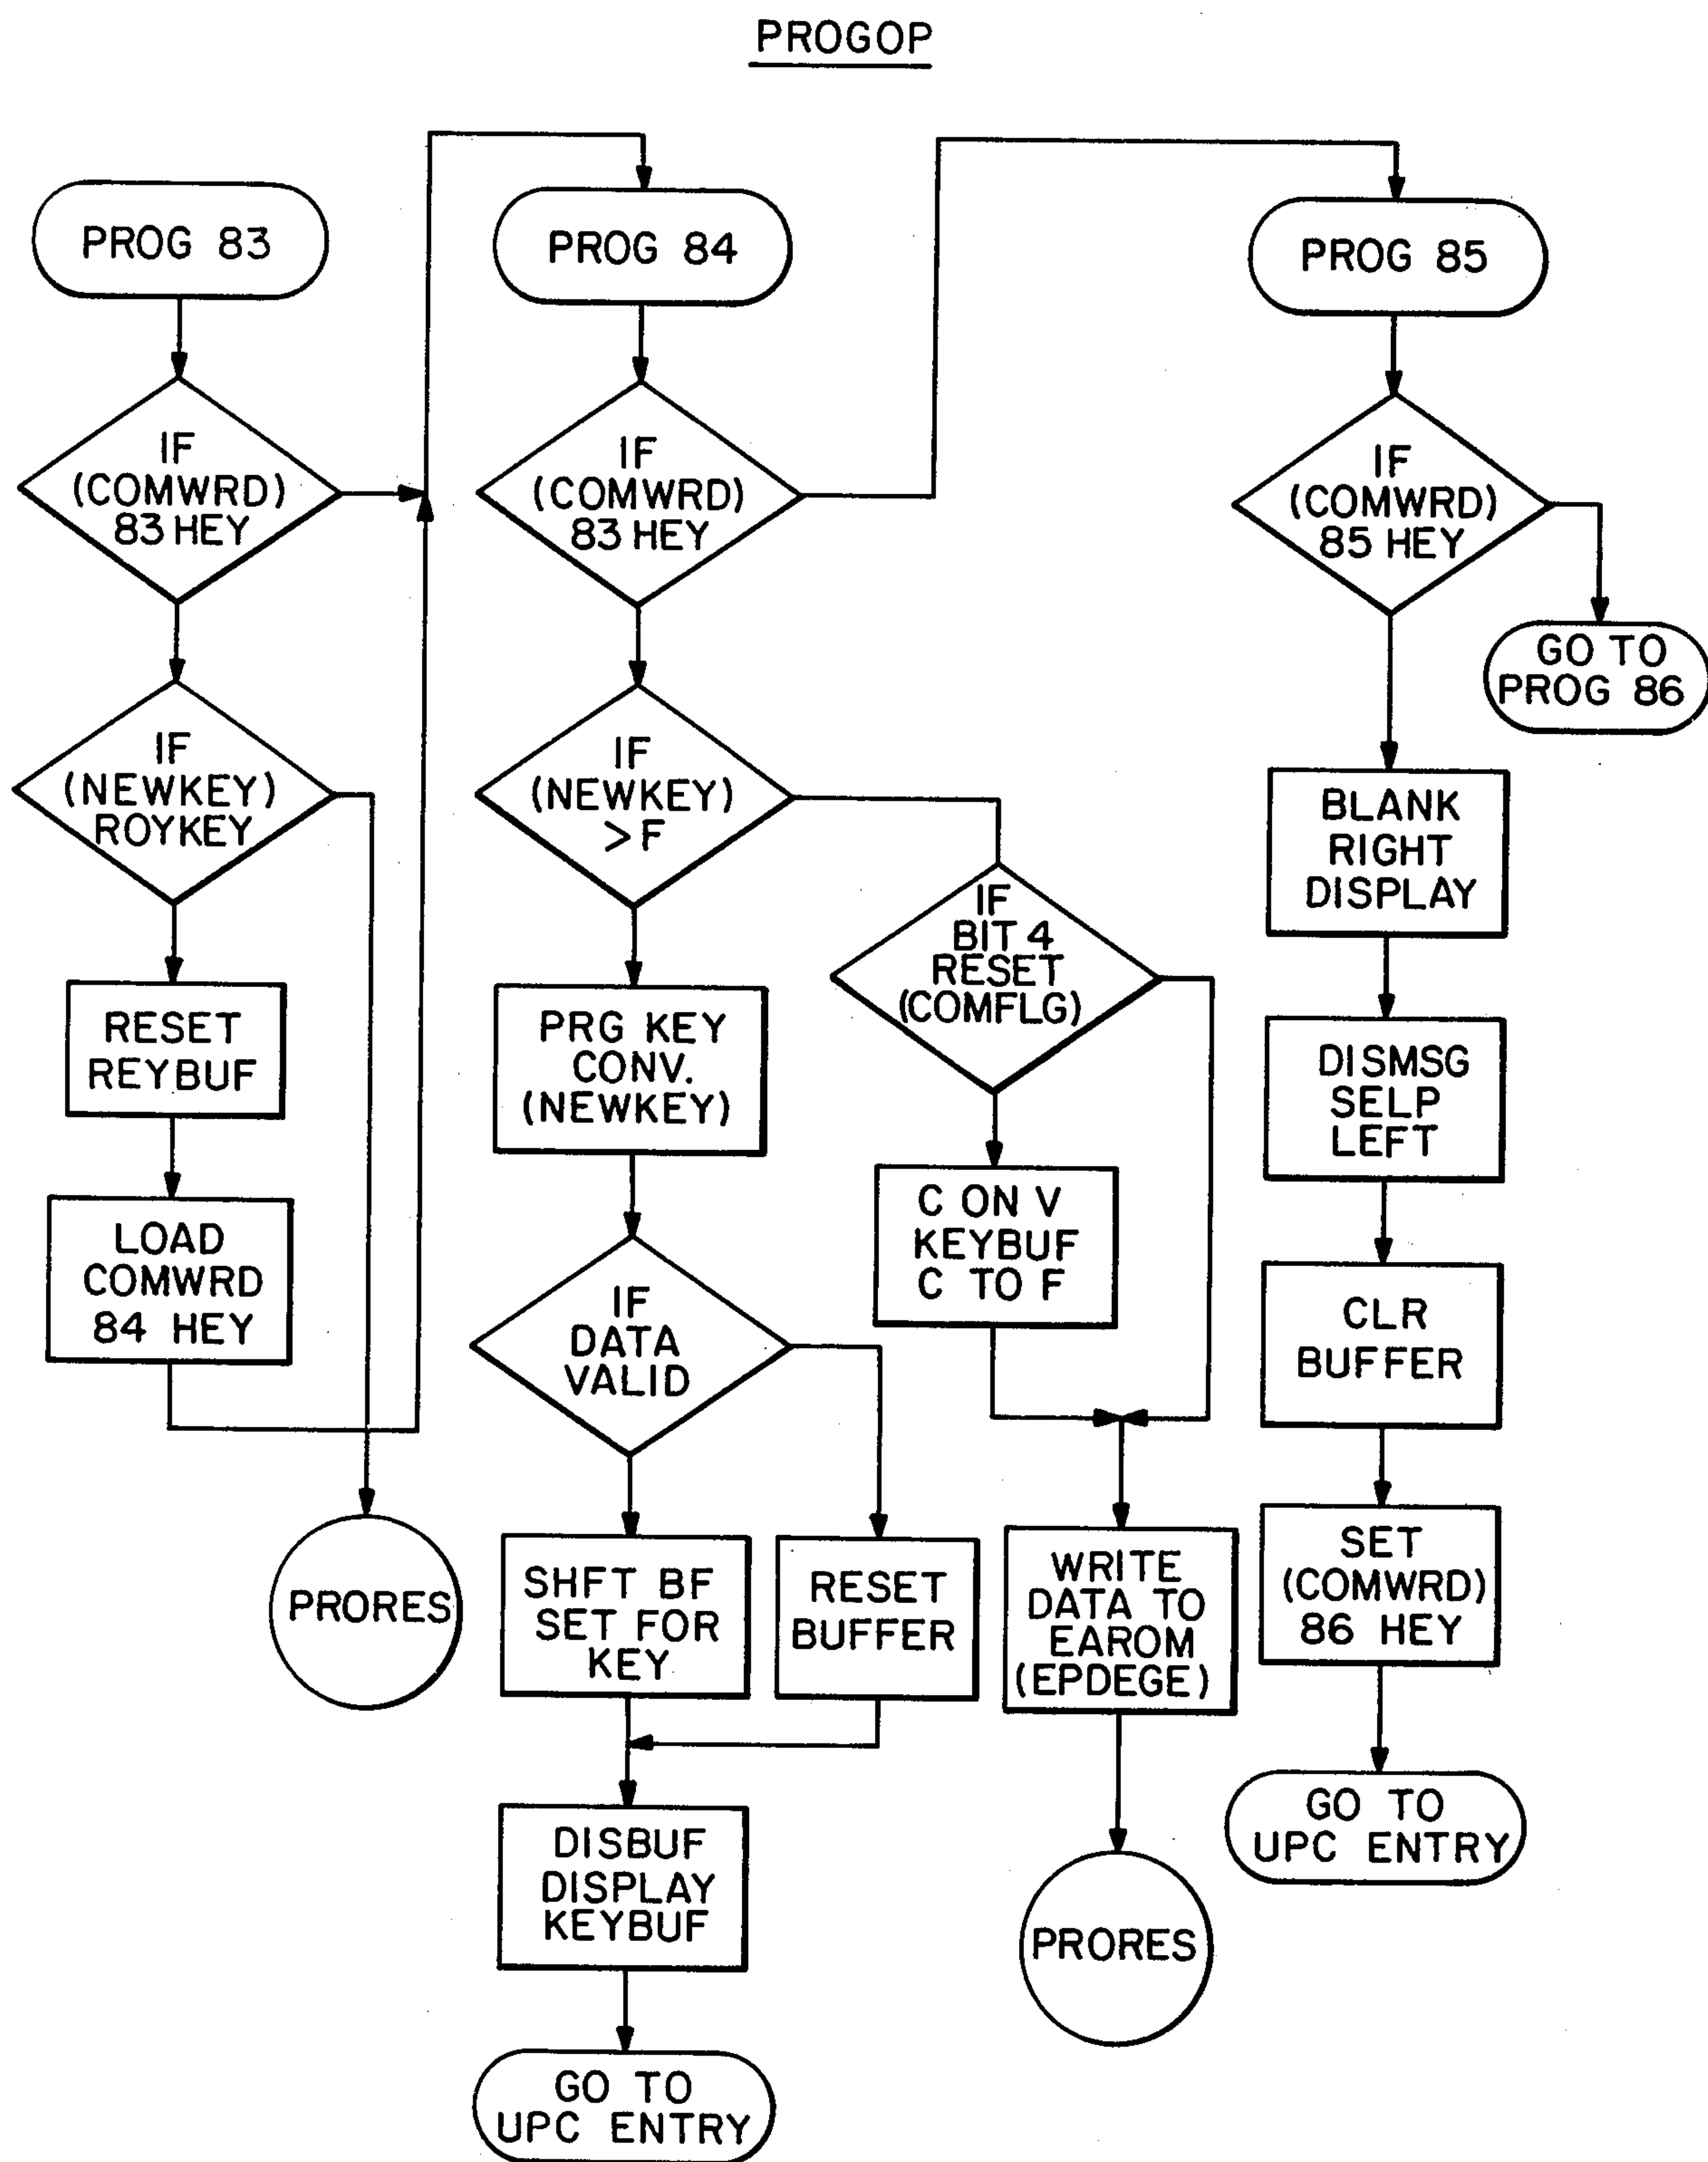 PROGOP
PROG 83
IF
(COMWRD)
83 HEY
IF
(NEWKEY)
ROYKEY
RESET
REYBUF
LOAD
COMWRD
84 HEY
PRORES
PROG 84
IF
(COMWRD)
83 HEY
IF
(NEWKEY)
>F
PRG KEY
CONV.
(NEWKEY)
IF
DATA
VALID
SHFT BF
SET FOR
KEY
RESET
BUFFER
DISBUF
DISPLAY
KEYBUF
GO TO
UPC ENTRY
IF
BIT 4
RESET
(COMFLG)
C ON V
KEYBUF
C TO F
WRITE
DATA TO
EAROM
(EPDEGE)
PRORES
PROG 85
IF
(COMWRD)
85 HEY
GO TO
PROG 86
BLANK
RIGHT
DISPLAY
DISMSG
SELP
LEFT
CLR
BUFFER
SET
(COMWRD)
86 HEY
GO TO
UPC ENTRY